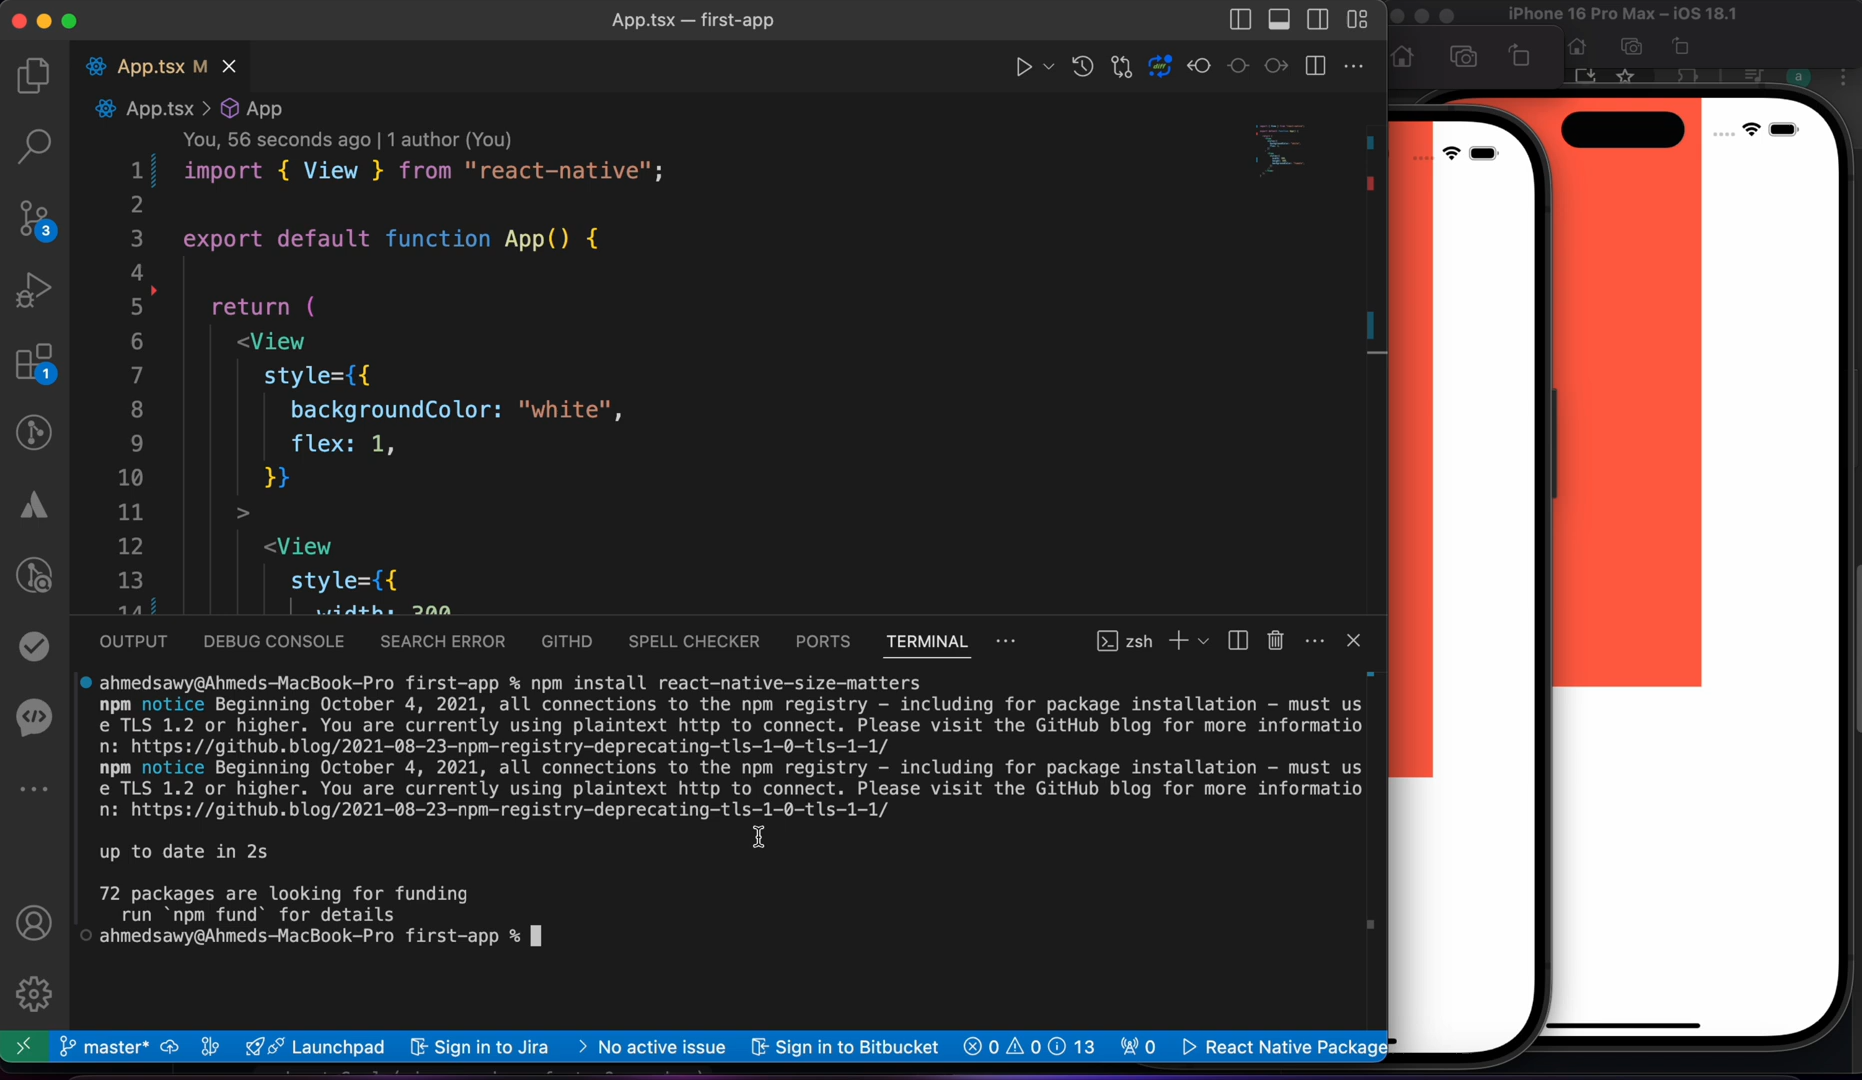 App.tsx — first-app
iPhone 16 Pro Max – iOS 18.1
App.tsx M
a
App.tsx > App
You, 56 seconds ago | 1 author (You)
1 import { View } from "react-native";
2
3 export default function App() {
4
5 return (
6 <View
7 style={{
8 backgroundColor: "white",
9 flex: 1,
10 }}
11 >
12 <View
13 style={{
14 width: 300
3
1
OUTPUT DEBUG CONSOLE SEARCH ERROR GITHD SPELL CHECKER PORTS TERMINAL ··· zsh
ahmedsawy@Ahmeds-MacBook-Pro first-app % npm install react-native-size-matters
npm notice Beginning October 4, 2021, all connections to the npm registry – including for package installation – must us
e TLS 1.2 or higher. You are currently using plaintext http to connect. Please visit the GitHub blog for more informatio
n: https://github.blog/2021-08-23-npm-registry-deprecating-tls-1-0-tls-1-1/
npm notice Beginning October 4, 2021, all connections to the npm registry – including for package installation – must us
e TLS 1.2 or higher. You are currently using plaintext http to connect. Please visit the GitHub blog for more informatio
n: https://github.blog/2021-08-23-npm-registry-deprecating-tls-1-0-tls-1-1/
up to date in 2s
72 packages are looking for funding
run `npm fund` for details
ahmedsawy@Ahmeds-MacBook-Pro first-app %
master* Launchpad Sign in to Jira > No active issue Sign in to Bitbucket 0 0 13 0 React Native Package